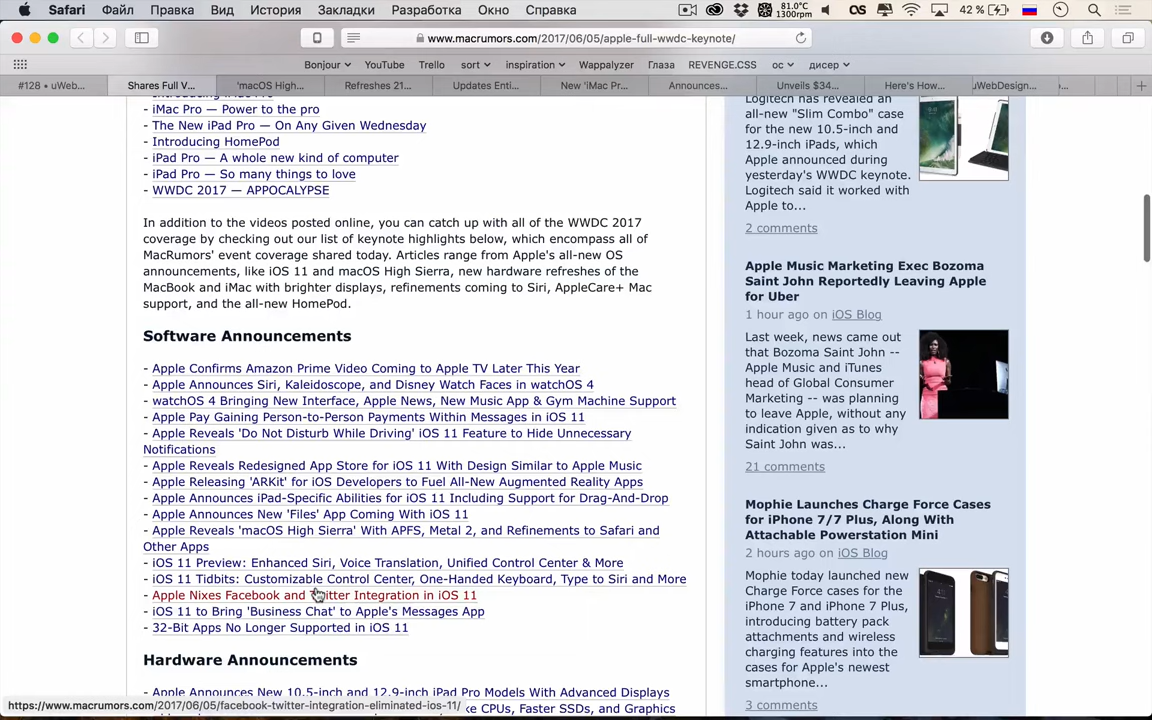 Safari Файл Правка Вид История Закладки Разработка Окно Справка 81.0°C 1300rpm 42 %
www.macrumors.com/2017/06/05/apple-full-wwdc-keynote/
Bonjour YouTube Trello sort inspiration Wappalyzer Глаза REVENGE.CSS ос дисер
#128 • uWeb... Shares Full V... 'macOS High... Refreshes 21... Updates Enti... New 'iMac Pr... Announces... Unveils $34... Here's How... uWebDesign...
- iMac Pro — Power to the pro
- The New iPad Pro — On Any Given Wednesday
- Introducing HomePod
- iPad Pro — A whole new kind of computer
- iPad Pro — So many things to love
- WWDC 2017 — APPOCALYPSE
In addition to the videos posted online, you can catch up with all of the WWDC 2017
coverage by checking out our list of keynote highlights below, which encompass all of
MacRumors' event coverage shared today. Articles range from Apple's all-new OS
announcements, like iOS 11 and macOS High Sierra, new hardware refreshes of the
MacBook and iMac with brighter displays, refinements coming to Siri, AppleCare+ Mac
support, and the all-new HomePod.
Software Announcements
- Apple Confirms Amazon Prime Video Coming to Apple TV Later This Year
- Apple Announces Siri, Kaleidoscope, and Disney Watch Faces in watchOS 4
- watchOS 4 Bringing New Interface, Apple News, New Music App & Gym Machine Support
- Apple Pay Gaining Person-to-Person Payments Within Messages in iOS 11
- Apple Reveals 'Do Not Disturb While Driving' iOS 11 Feature to Hide Unnecessary
Notifications
- Apple Reveals Redesigned App Store for iOS 11 With Design Similar to Apple Music
- Apple Releasing 'ARKit' for iOS Developers to Fuel All-New Augmented Reality Apps
- Apple Announces iPad-Specific Abilities for iOS 11 Including Support for Drag-And-Drop
- Apple Announces New 'Files' App Coming With iOS 11
- Apple Reveals 'macOS High Sierra' With APFS, Metal 2, and Refinements to Safari and
Other Apps
- iOS 11 Preview: Enhanced Siri, Voice Translation, Unified Control Center & More
- iOS 11 Tidbits: Customizable Control Center, One-Handed Keyboard, Type to Siri and More
- Apple Nixes Facebook and Twitter Integration in iOS 11
- iOS 11 to Bring 'Business Chat' to Apple's Messages App
- 32-Bit Apps No Longer Supported in iOS 11
Hardware Announcements
- Apple Announces New 10.5-inch and 12.9-inch iPad Pro Models With Advanced Displays
ke CPUs, Faster SSDs, and Graphics
https://www.macrumors.com/2017/06/05/facebook-twitter-integration-eliminated-ios-11/
Logitech has revealed an
all-new "Slim Combo" case
for the new 10.5-inch and
12.9-inch iPads, which
Apple announced during
yesterday's WWDC keynote.
Logitech said it worked with
Apple to...
2 comments
Apple Music Marketing Exec Bozoma
Saint John Reportedly Leaving Apple
for Uber
1 hour ago on iOS Blog
Last week, news came out
that Bozoma Saint John --
Apple Music and iTunes
head of Global Consumer
Marketing -- was planning
to leave Apple, without any
indication given as to why
Saint John was...
21 comments
Mophie Launches Charge Force Cases
for iPhone 7/7 Plus, Along With
Attachable Powerstation Mini
2 hours ago on iOS Blog
Mophie today launched new
Charge Force cases for the
iPhone 7 and iPhone 7 Plus,
introducing battery pack
attachments and wireless
charging features into the
cases for Apple's newest
smartphone...
3 comments